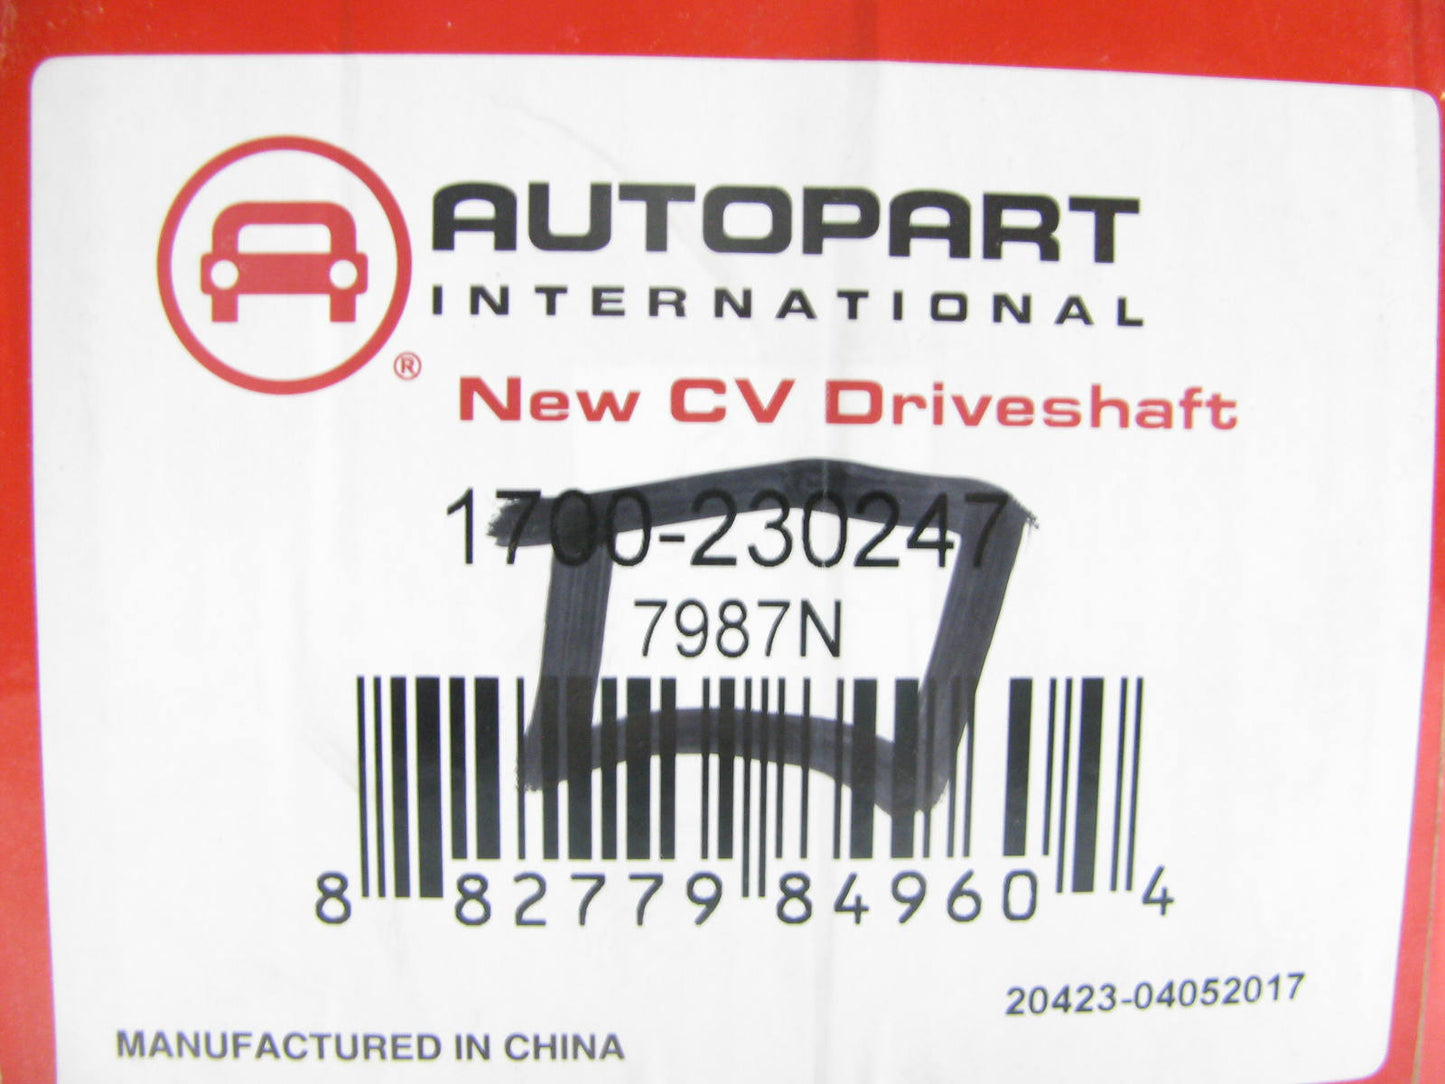 AUTOPART
INTERNATIONAL
®
New CV Driveshaft
1700-230247
7987N
8 82779 84960 4
20423-04052017
MANUFACTURED IN CHINA